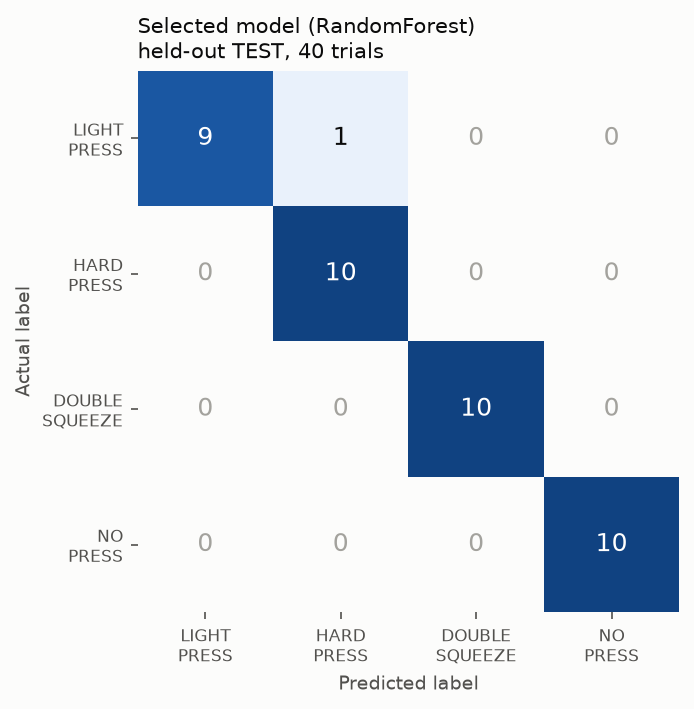 Selected model (RandomForest)
held-out TEST, 40 trials
LIGHT
PRESS
9 1 0 0
HARD
PRESS
0 10 0 0
DOUBLE
SQUEEZE
0 0 10 0
NO
PRESS
0 0 0 10
Actual label
LIGHT
PRESS
HARD
PRESS
DOUBLE
SQUEEZE
NO
PRESS
Predicted label